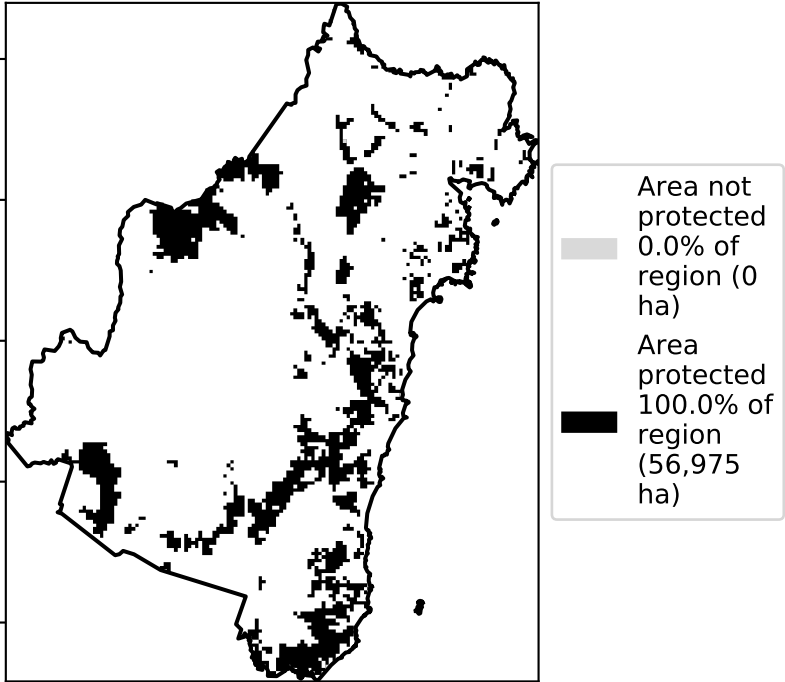 Area not
protected
0.0% of
region (0
ha)
Area
protected
100.0% of
region
(56,975
ha)